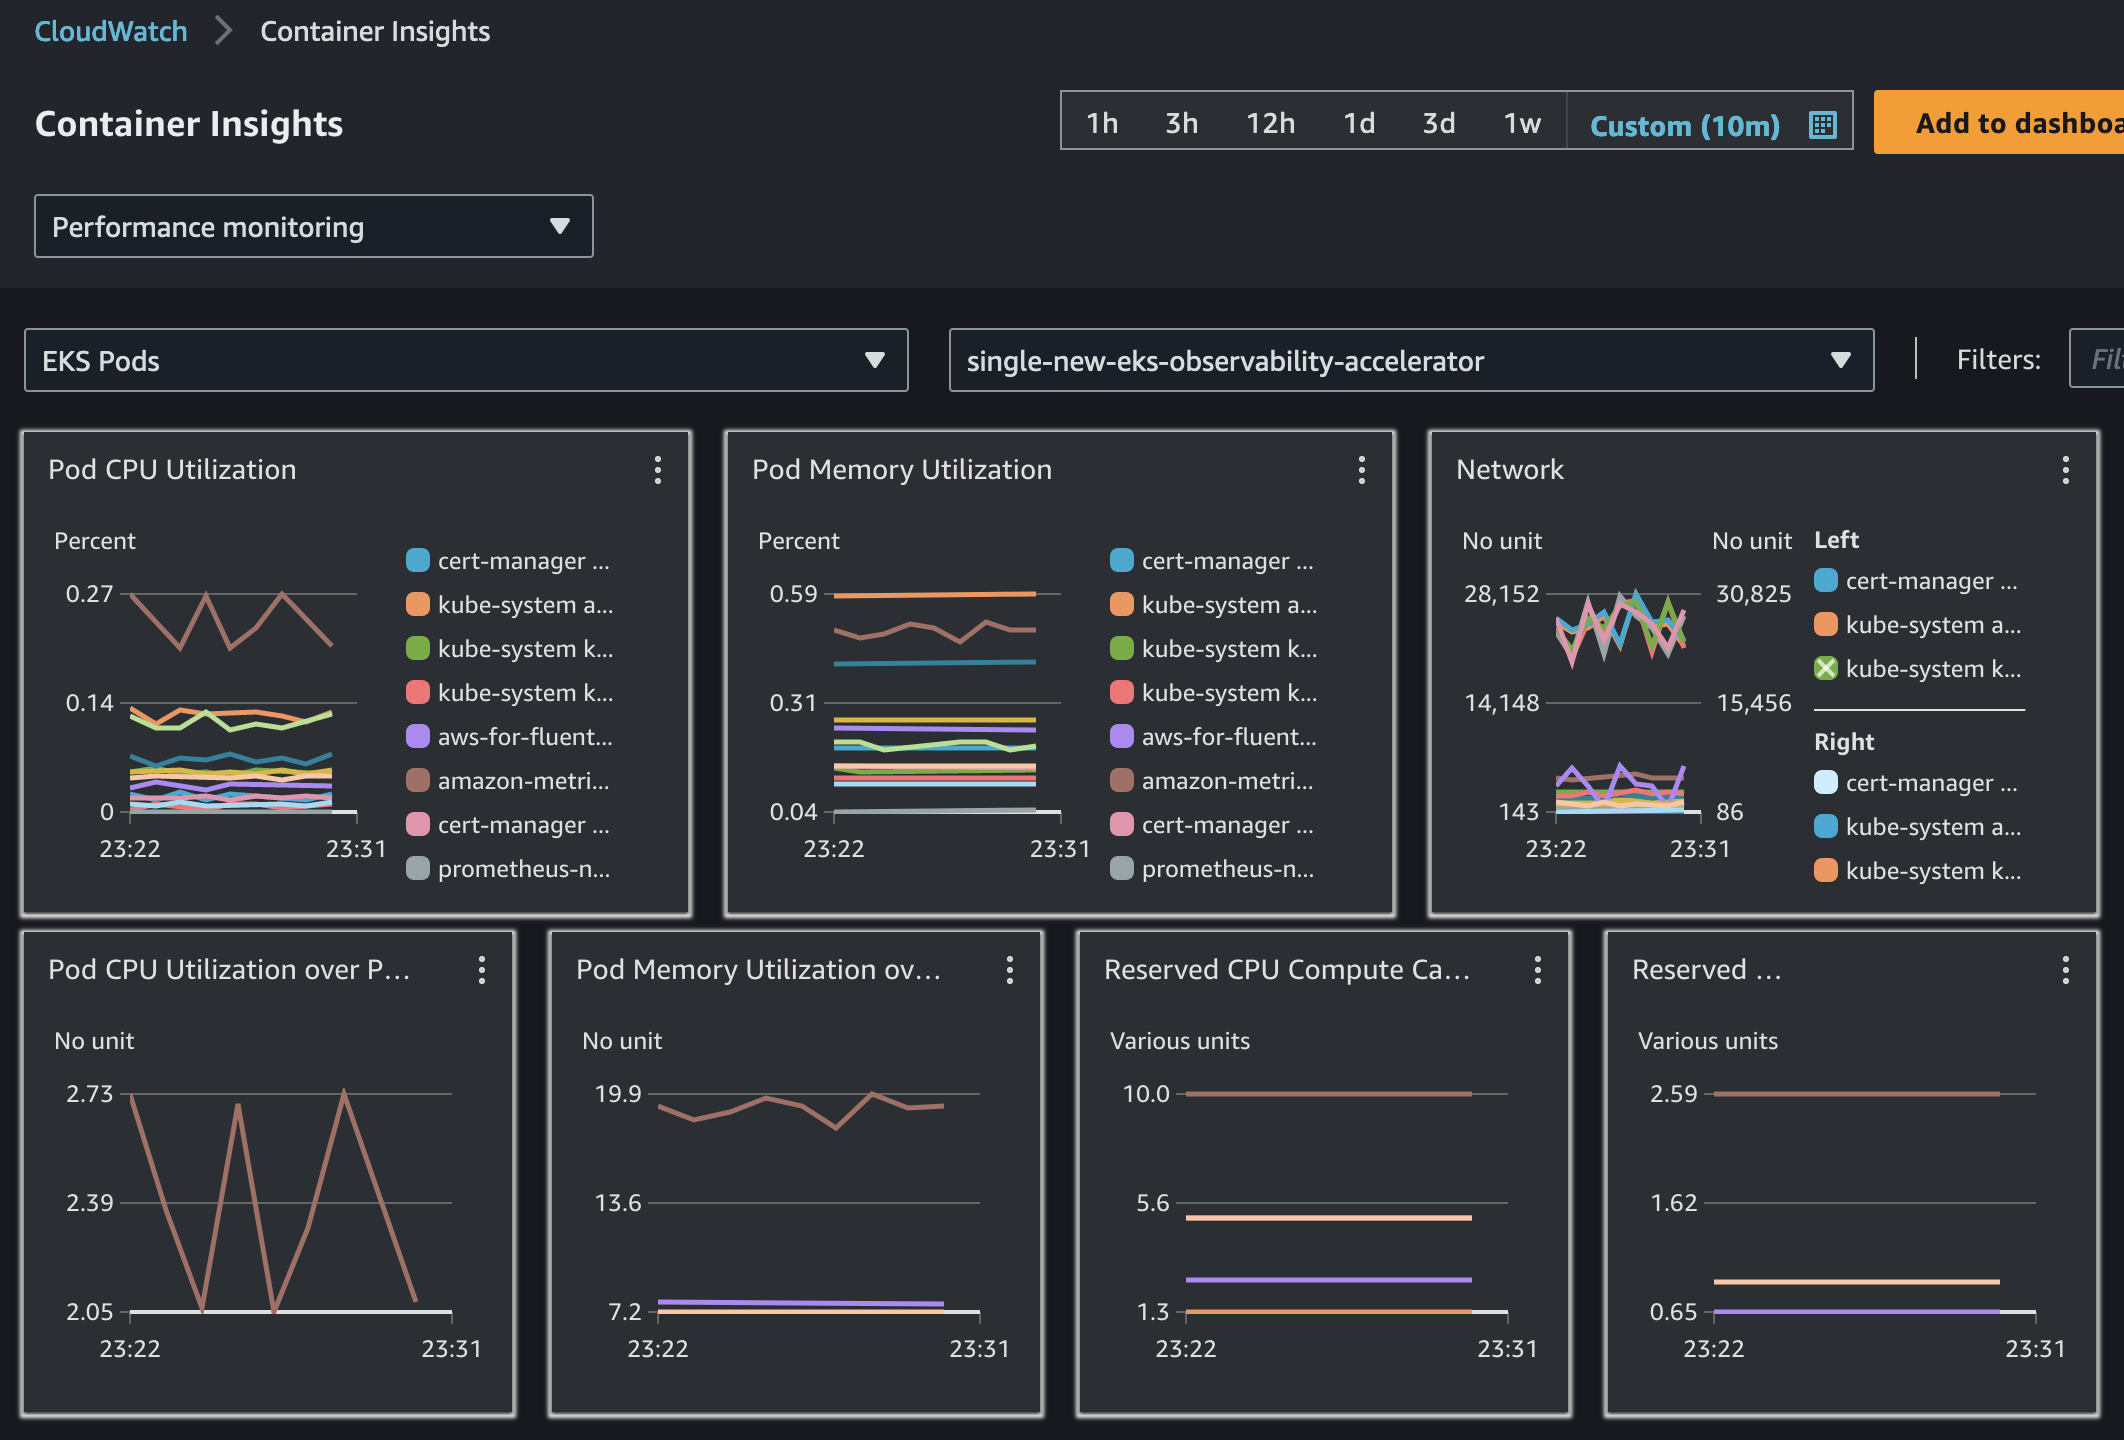 CloudWatch > Container Insights
Container Insights
1h 3h 12h 1d 3d 1w Custom (10m)
Add to dashboa
Performance monitoring
EKS Pods
single-new-eks-observability-accelerator
Filters:
Fil
Pod CPU Utilization
Percent
0.27
0.14
0
23:22 23:31
cert-manager ...
kube-system a...
kube-system k...
kube-system k...
aws-for-fluent...
amazon-metri...
cert-manager ...
prometheus-n...
Pod Memory Utilization
Percent
0.59
0.31
0.04
23:22 23:31
cert-manager ...
kube-system a...
kube-system k...
kube-system k...
aws-for-fluent...
amazon-metri...
cert-manager ...
prometheus-n...
Network
No unit No unit
28,152 30,825
14,148 15,456
143 86
23:22 23:31
Left
cert-manager ...
kube-system a...
kube-system k...
Right
cert-manager ...
kube-system a...
kube-system k...
Pod CPU Utilization over P...
No unit
2.73
2.39
2.05
23:22 23:31
Pod Memory Utilization ov...
No unit
19.9
13.6
7.2
23:22 23:31
Reserved CPU Compute Ca...
Various units
10.0
5.6
1.3
23:22 23:31
Reserved ...
Various units
2.59
1.62
0.65
23:22 23:31